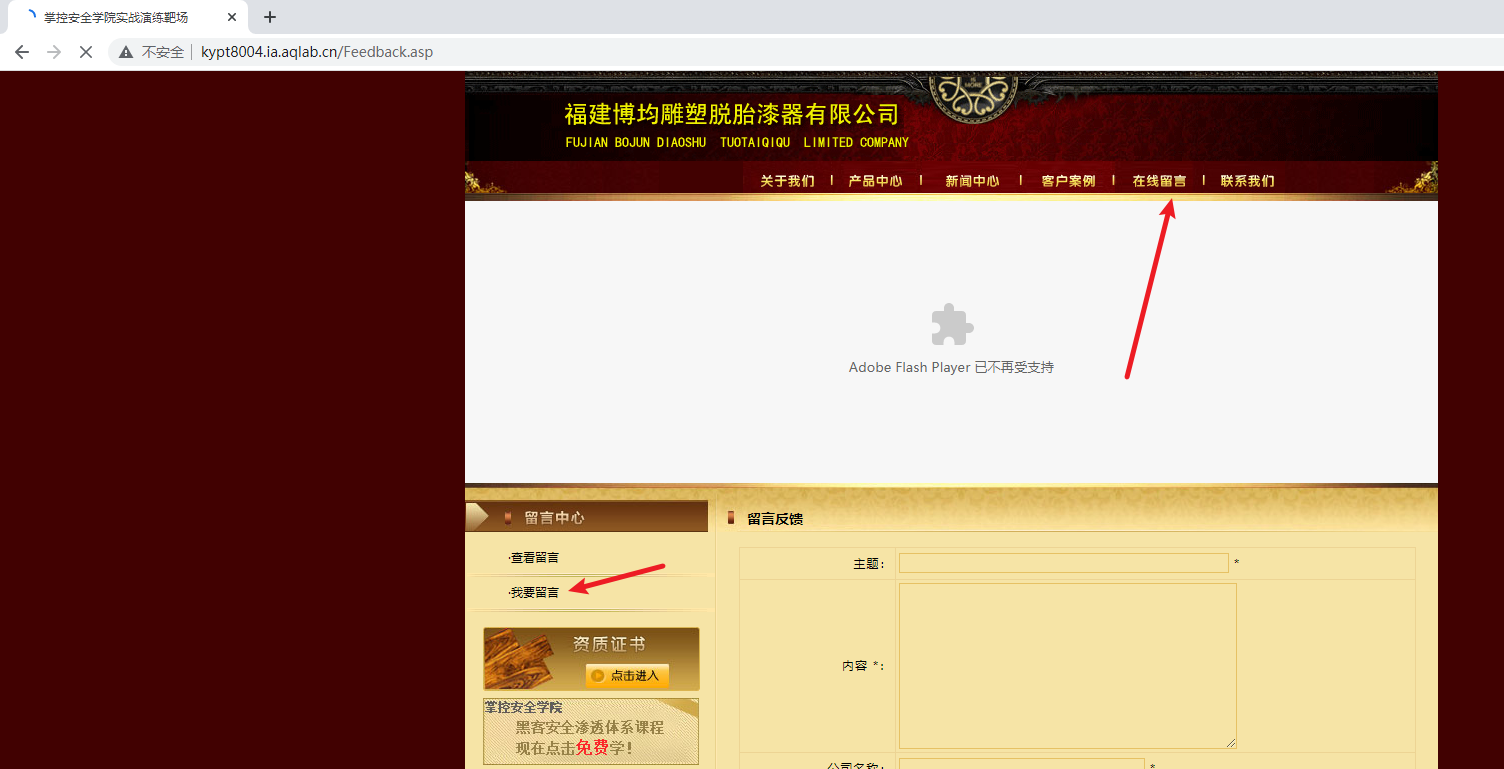 掌控安全学院实战演练靶场
不安全 kypt8004.ia.aqlab.cn/Feedback.asp
MORE
福建博均雕塑脱胎漆器有限公司
FUJIAN BOJUN DIAOSHU TUOTAIQIQU LIMITED COMPANY
关于我们 | 产品中心 | 新闻中心 | 客户案例 | 在线留言 | 联系我们
Adobe Flash Player 已不再受支持
留言中心
·查看留言
·我要留言
资质证书
点击进入
掌控安全学院
黑客安全渗透体系课程
现在点击免费学!
留言反馈
主题: *
内容 *:
公司名称: *